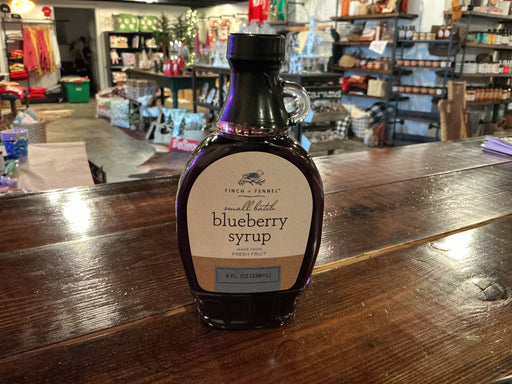 FINCH + FENNEL
small batch
blueberry
syrup
MADE FROM
FRESH FRUIT
8 FL. OZ (236mL)